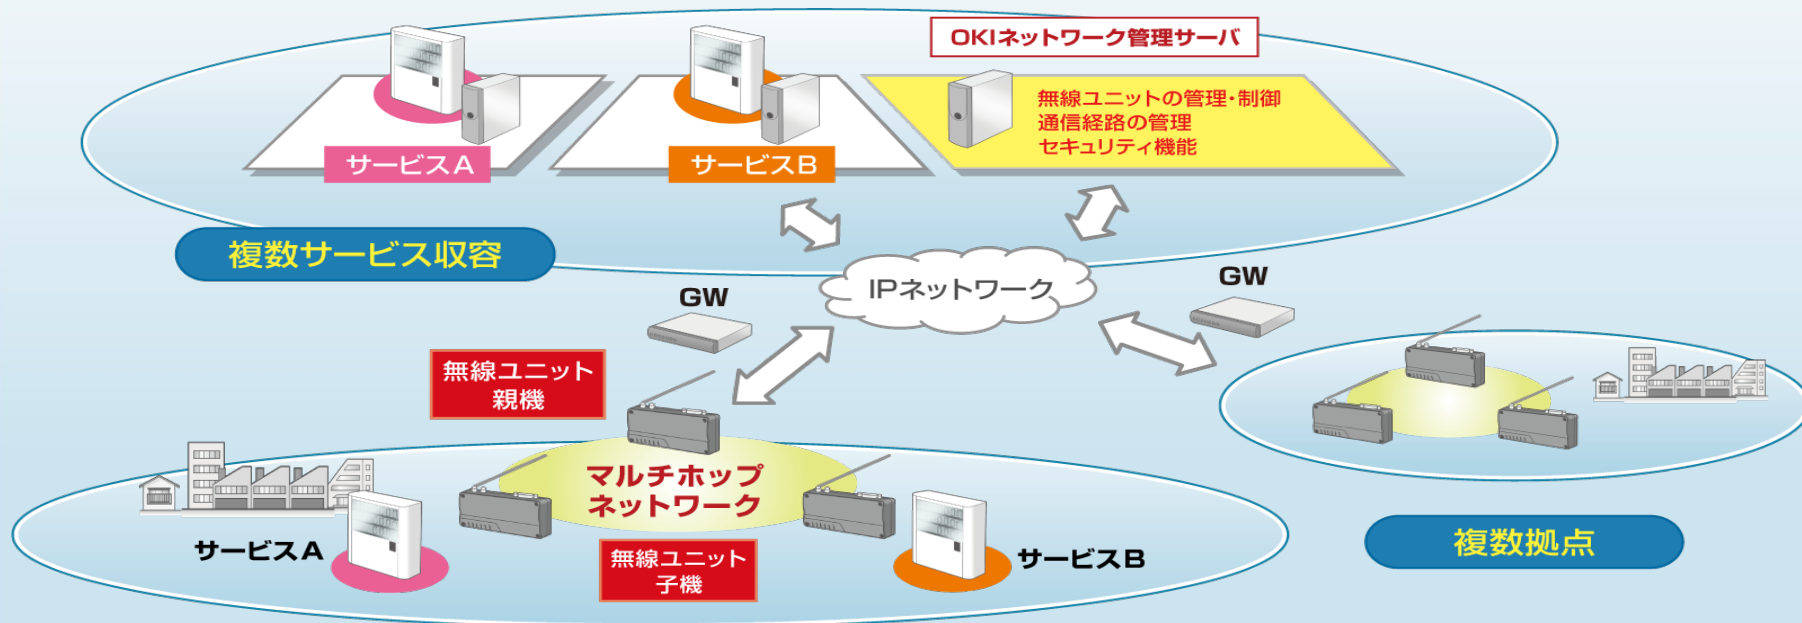 OKIネットワーク管理サーバ
無線ユニットの管理・制御
通信経路の管理
セキュリティ機能
サービスA
サービスB
複数サービス収容
IPネットワーク
GW
GW
無線ユニット
親機
マルチホップ
ネットワーク
サービスA
無線ユニット
子機
サービスB
複数拠点